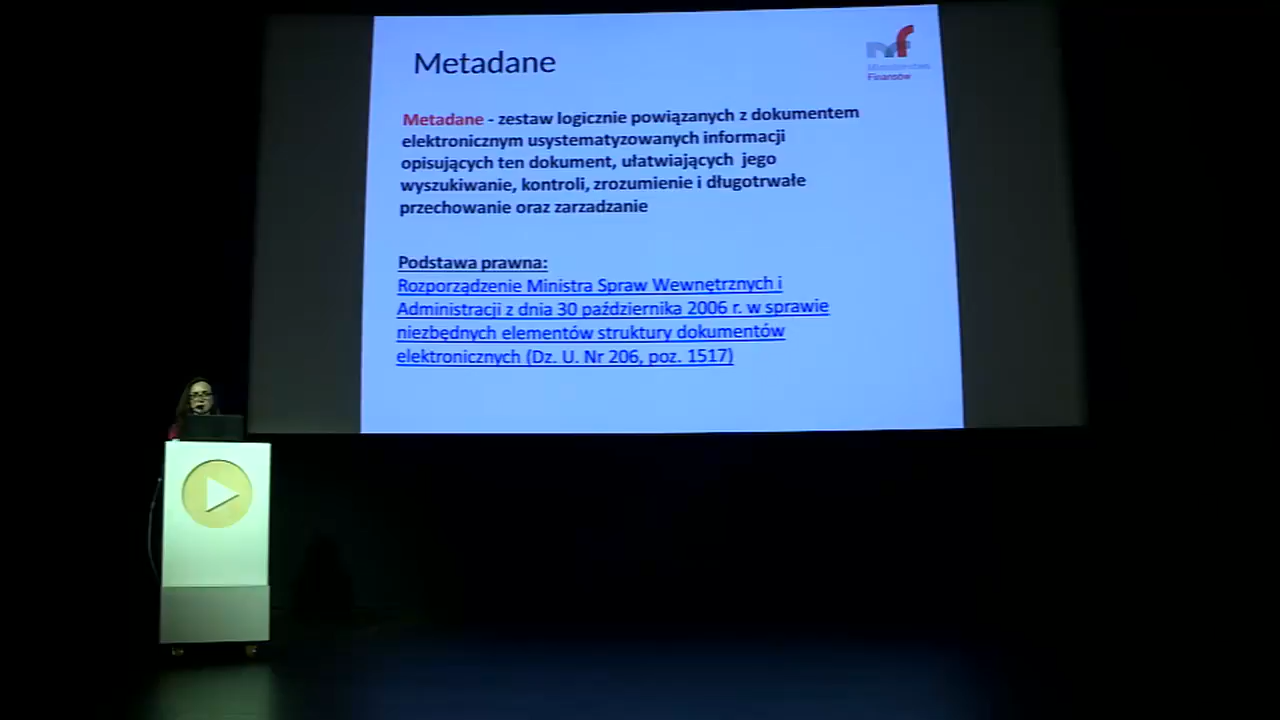 Metadane
Ministerstwo
Finansów
Metadane - zestaw logicznie powiązanych z dokumentem
elektronicznym usystematyzowanych informacji
opisujących ten dokument, ułatwiających jego
wyszukiwanie, kontroli, zrozumienie i długotrwałe
przechowanie oraz zarzadzanie
Podstawa prawna:
Rozporządzenie Ministra Spraw Wewnętrznych i
Administracji z dnia 30 października 2006 r. w sprawie
niezbędnych elementów struktury dokumentów
elektronicznych (Dz. U. Nr 206, poz. 1517)